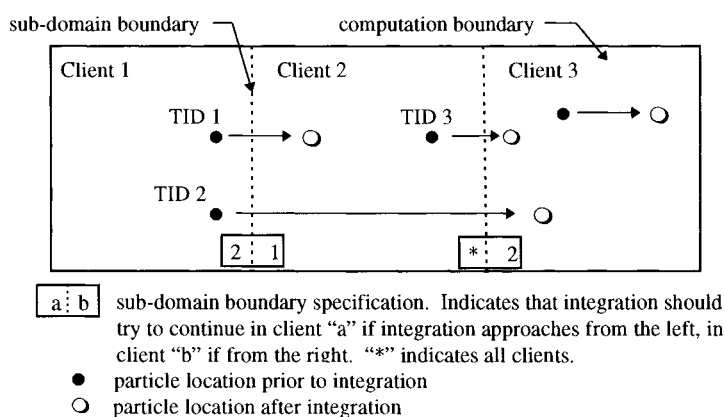 sub-domain boundary computation boundary
Client 1 Client 2 Client 3
TID 1 TID 3
TID 2
2 1 * 2
a b sub-domain boundary specification. Indicates that integration should
try to continue in client “a” if integration approaches from the left, in
client “b” if from the right. “*” indicates all clients.
particle location prior to integration
particle location after integration